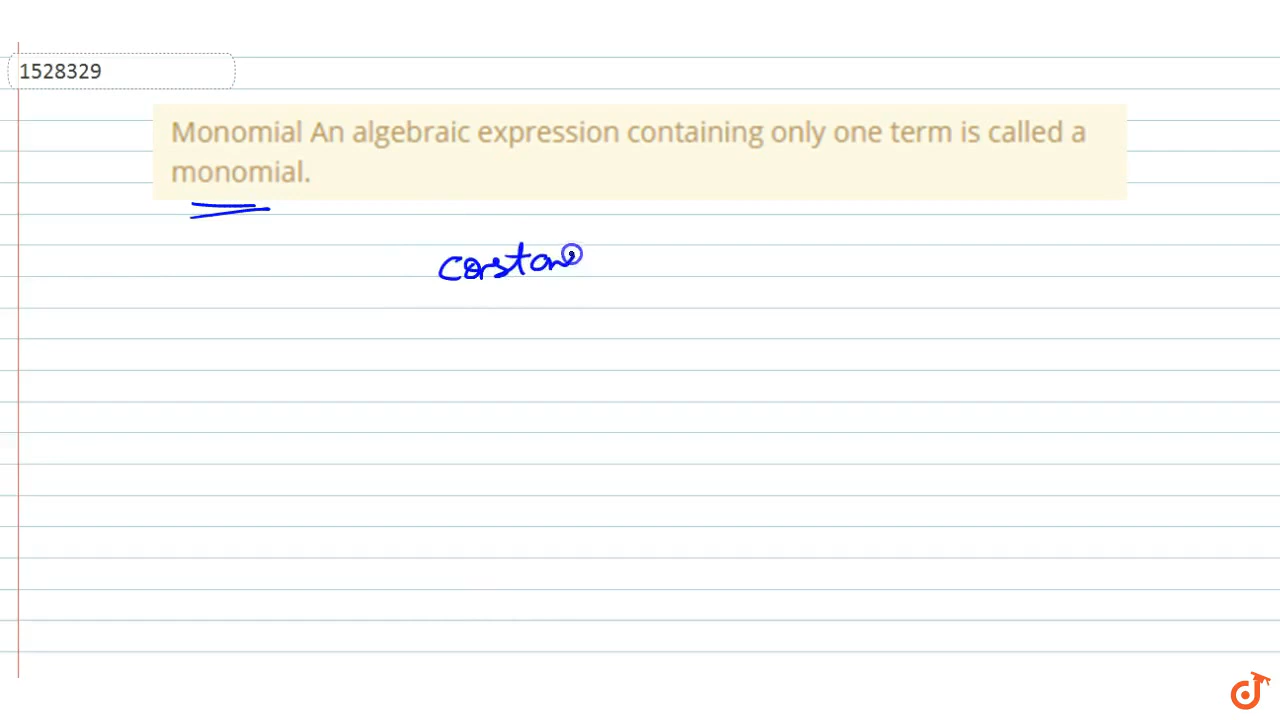 1528329
Monomial An algebraic expression containing only one term is called a
monomial.